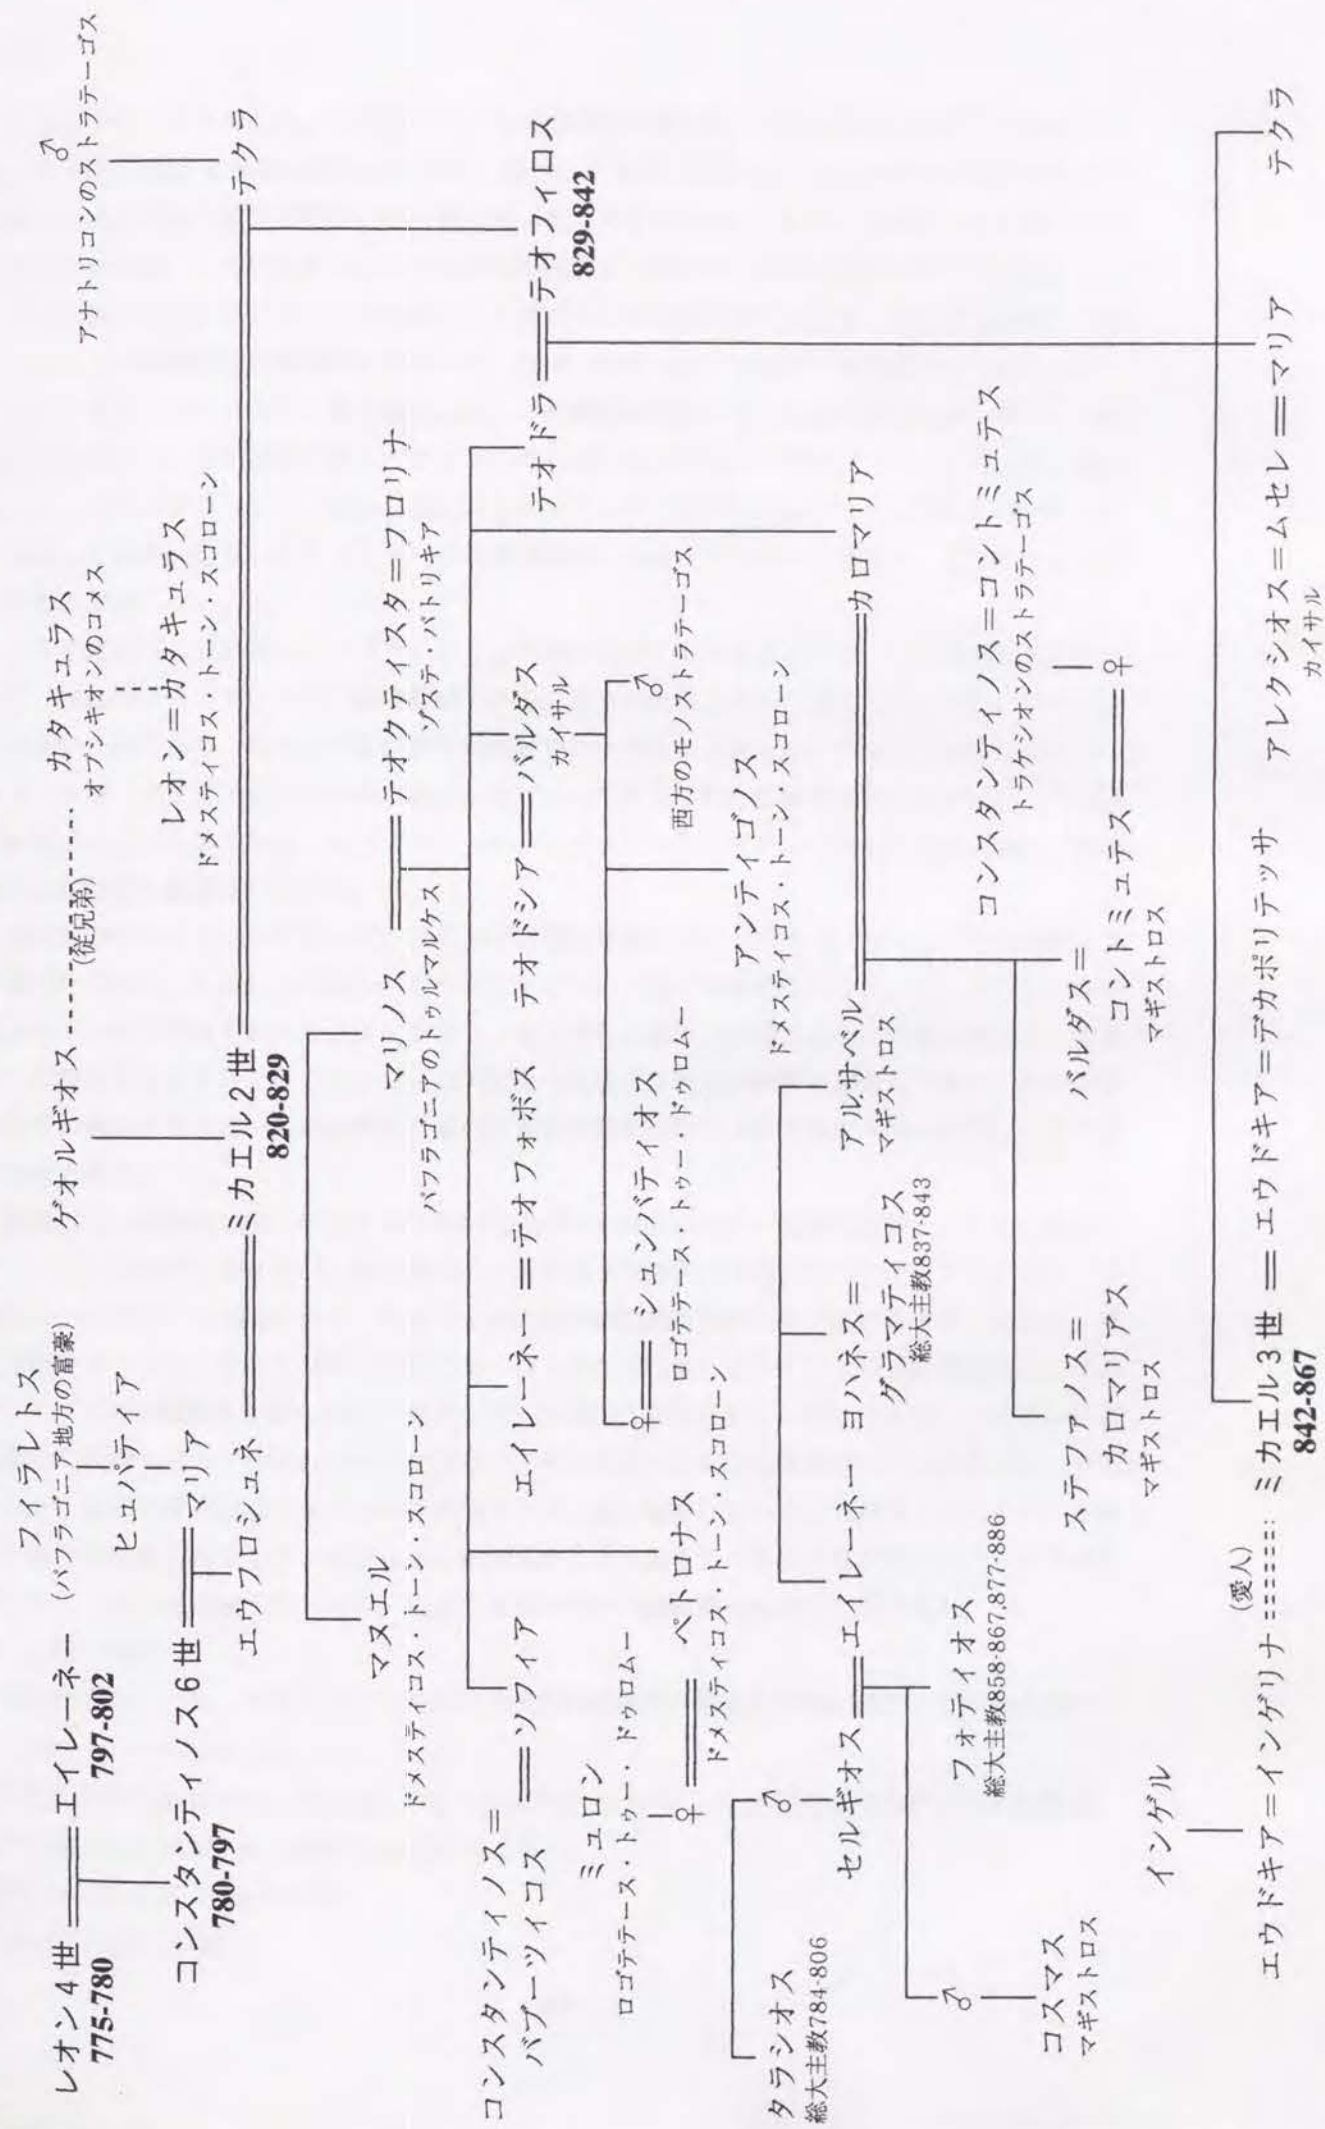 レオン4世══エイレーネー
775-780 797-802
フィラレトス
(パフラゴニア地方の富豪)
ヒュパティア
コンスタンティノス6世══マリア
780-797
エウフロシュネ══ミカエル2世══テクラ
820-829
ゲオルギオス-----(従兄弟)-----カタキュラス
オプシキオンのコメス
レオン=カタキュラス
ドメスティコス・トーン・スコローン
♂
アナトリコンのストラテーゴス
マヌエル
ドメスティコス・トーン・スコローン
マリノス══テオクティスタ=フロリナ
パフラゴニアのトゥルマルケス ゾステ・パトリキア
コンスタンティノス=
バブーツィコス══ソフィア
エイレーネー══テオフォボス
テオドシア══バルダス
カイサル
テオドラ══テオフィロス
829-842
ミュロン
ロゴテテース・トゥー・ドゥロムー
♀══ペトロナス
ドメスティコス・トーン・スコローン
♀══シュンバティオス
ロゴテテース・トゥー・ドゥロムー
♂
西方のモノストラテーゴス
アンティゴノス
ドメスティコス・トーン・スコローン
タラシオス
総大主教784-806
♂
セルギオス══エイレーネー
ヨハネス=
グラマティコス
総大主教837-843
アルサベル══カロマリア
マギストロス
フォティオス
総大主教858-867,877-886
♂
コスマス
マギストロス
ステファノス=
カロマリアス
マギストロス
コンスタンティノス=コントミュテス
トラケシオンのストラテーゴス
バルダス=
コントミュテス══♀
マギストロス
インゲル
エウドキア=インゲリナ::::::(愛人)::::::ミカエル3世══エウドキア=デカポリテッサ
842-867
アレクシオス=ムセレ══マリア
カイサル
テクラ